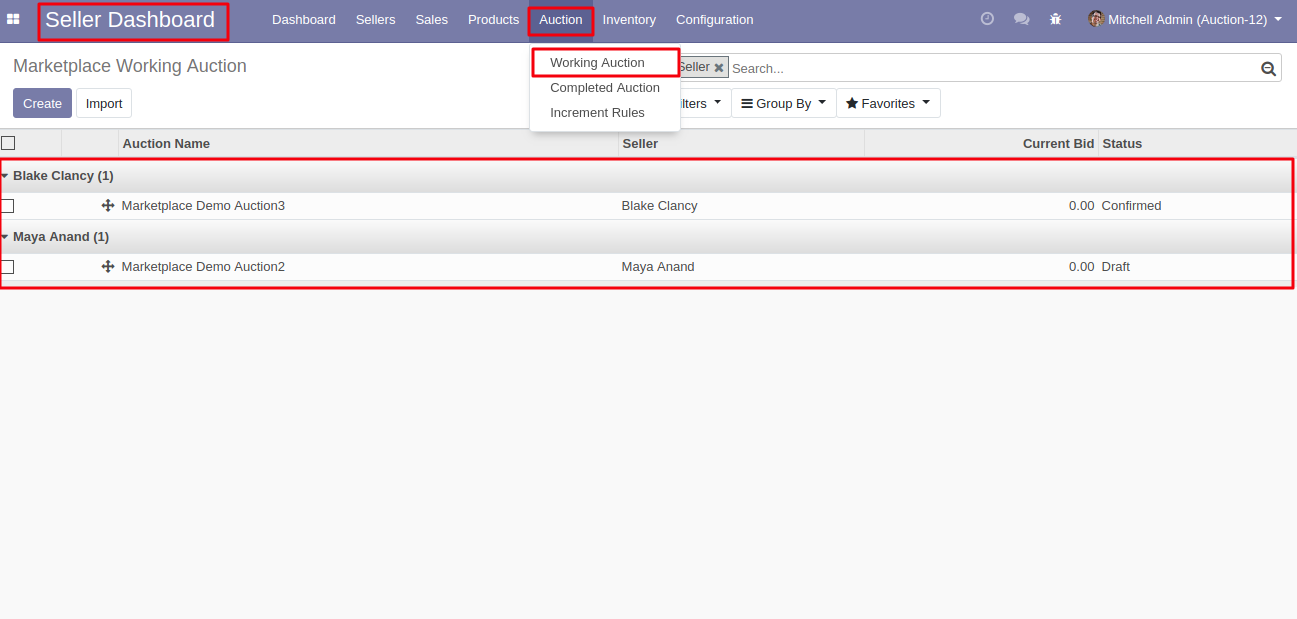 Seller Dashboard Dashboard Sellers Sales Products Auction Inventory Configuration Mitchell Admin (Auction-12)
Marketplace Working Auction
Working Auction
Completed Auction
Increment Rules
Search...
Create Import
Group By Favorites
Auction Name Seller Current Bid Status
Blake Clancy (1)
Marketplace Demo Auction3 Blake Clancy 0.00 Confirmed
Maya Anand (1)
Marketplace Demo Auction2 Maya Anand 0.00 Draft